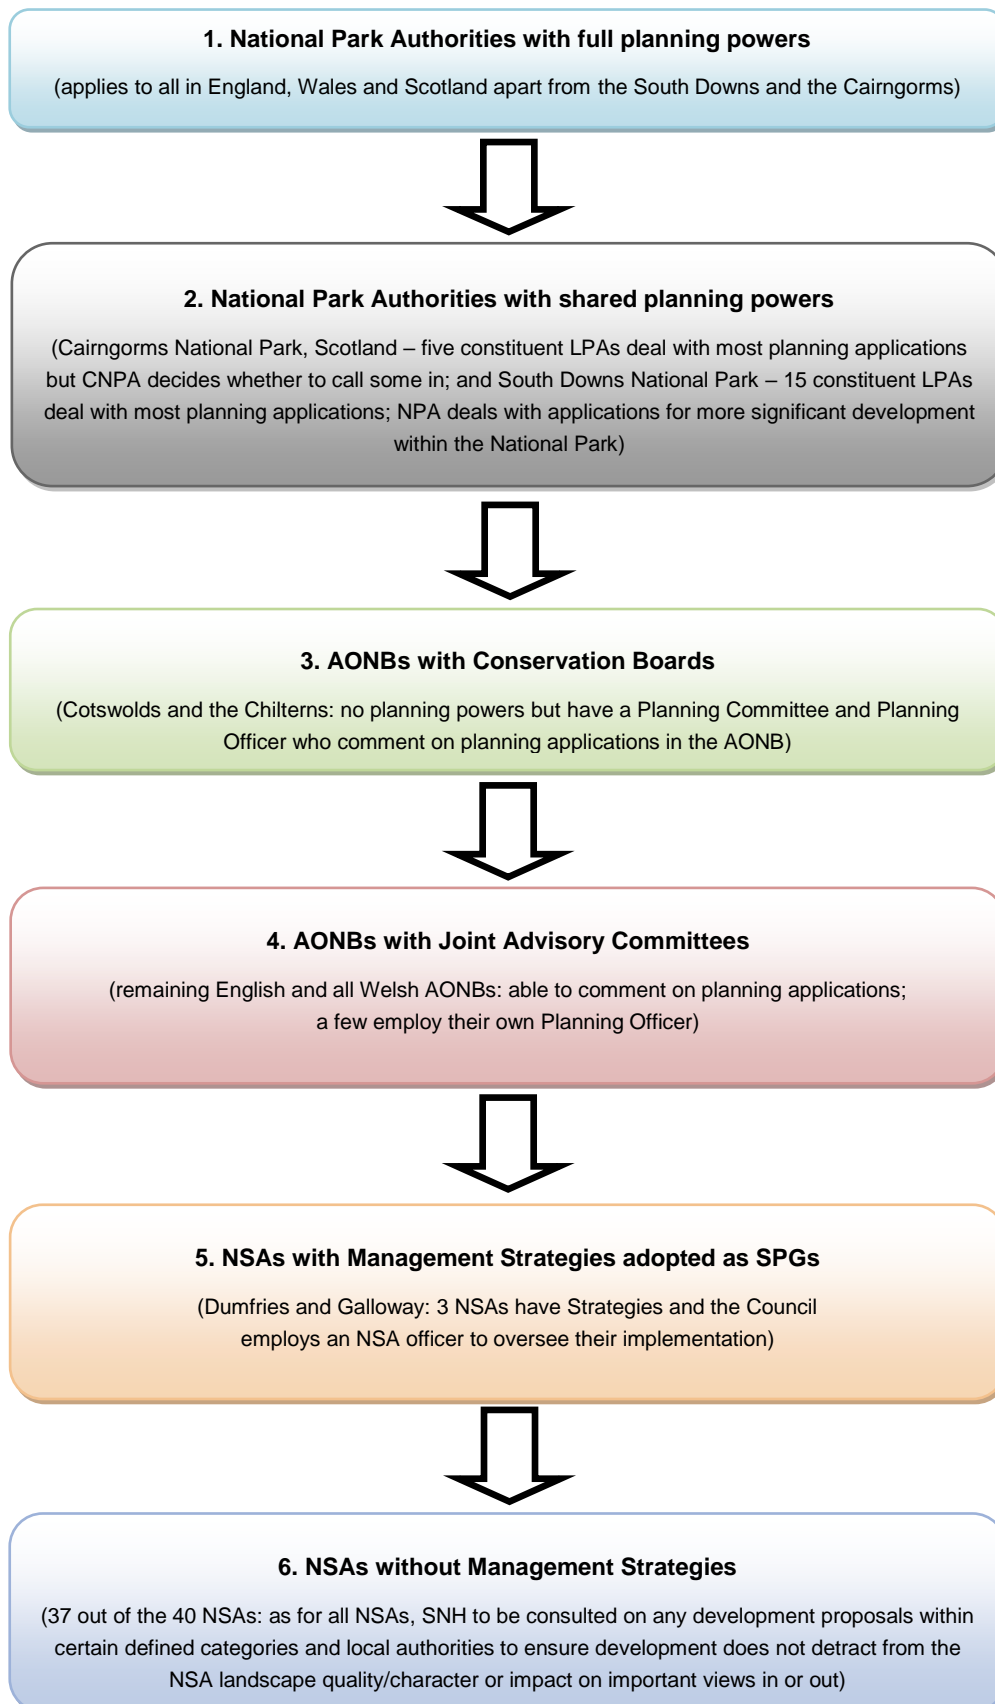 1. National Park Authorities with full planning powers
(applies to all in England, Wales and Scotland apart from the South Downs and the Cairngorms)
2. National Park Authorities with shared planning powers
(Cairngorms National Park, Scotland – five constituent LPAs deal with most planning applications
but CNPA decides whether to call some in; and South Downs National Park – 15 constituent LPAs
deal with most planning applications; NPA deals with applications for more significant development
within the National Park)
3. AONBs with Conservation Boards
(Cotswolds and the Chilterns: no planning powers but have a Planning Committee and Planning
Officer who comment on planning applications in the AONB)
4. AONBs with Joint Advisory Committees
(remaining English and all Welsh AONBs: able to comment on planning applications;
a few employ their own Planning Officer)
5. NSAs with Management Strategies adopted as SPGs
(Dumfries and Galloway: 3 NSAs have Strategies and the Council
employs an NSA officer to oversee their implementation)
6. NSAs without Management Strategies
(37 out of the 40 NSAs: as for all NSAs, SNH to be consulted on any development proposals within
certain defined categories and local authorities to ensure development does not detract from the
NSA landscape quality/character or impact on important views in or out)